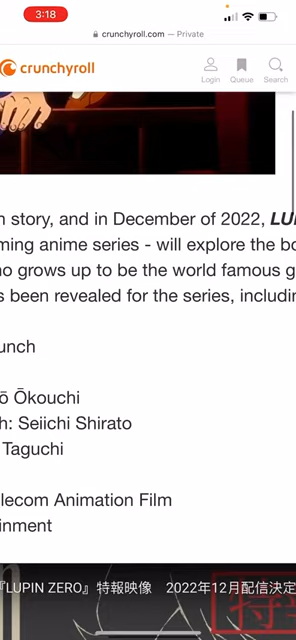 3:18
crunchyroll.com — Private
crunchyroll
Login Queue Search
n story, and in December of 2022, LU
ming anime series - will explore the bo
no grows up to be the world famous g
s been revealed for the series, includin
unch
ō Ōkouchi
h: Seiichi Shirato
Taguchi
lecom Animation Film
inment
『LUPIN ZERO』特報映像 2022年12月配信決定
特報